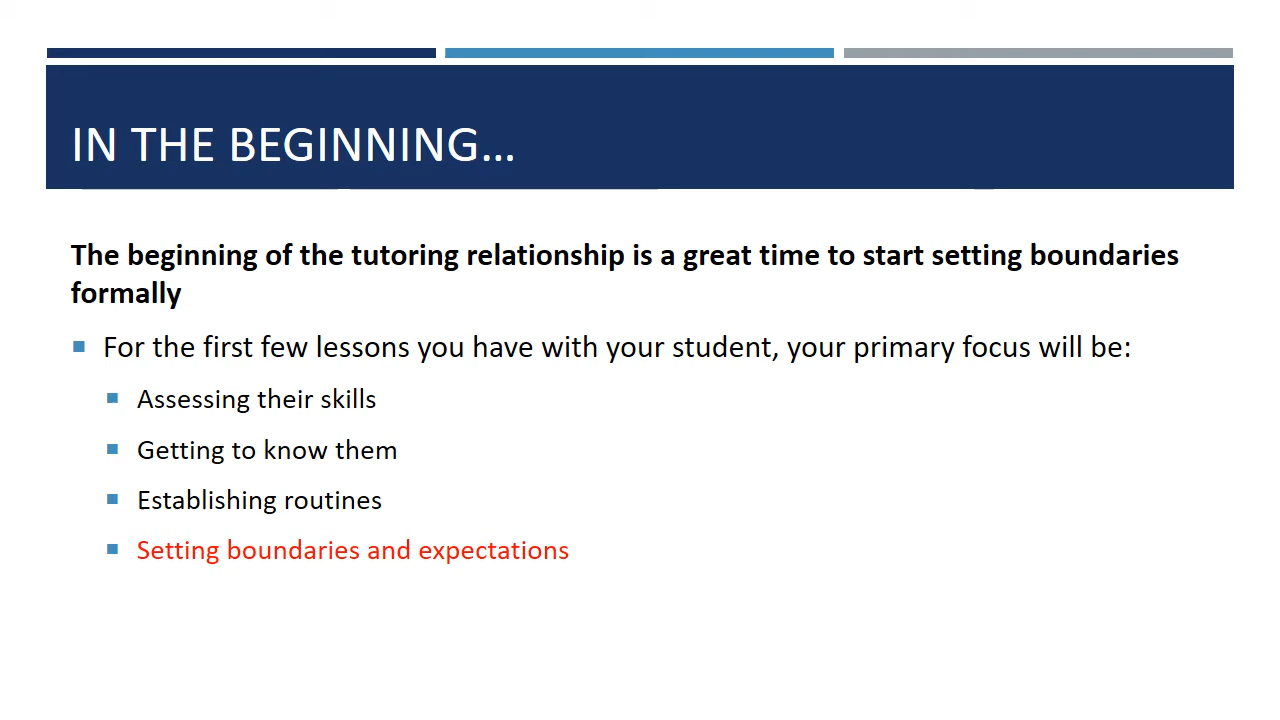 IN THE BEGINNING…
The beginning of the tutoring relationship is a great time to start setting boundaries
formally
For the first few lessons you have with your student, your primary focus will be:
Assessing their skills
Getting to know them
Establishing routines
Setting boundaries and expectations